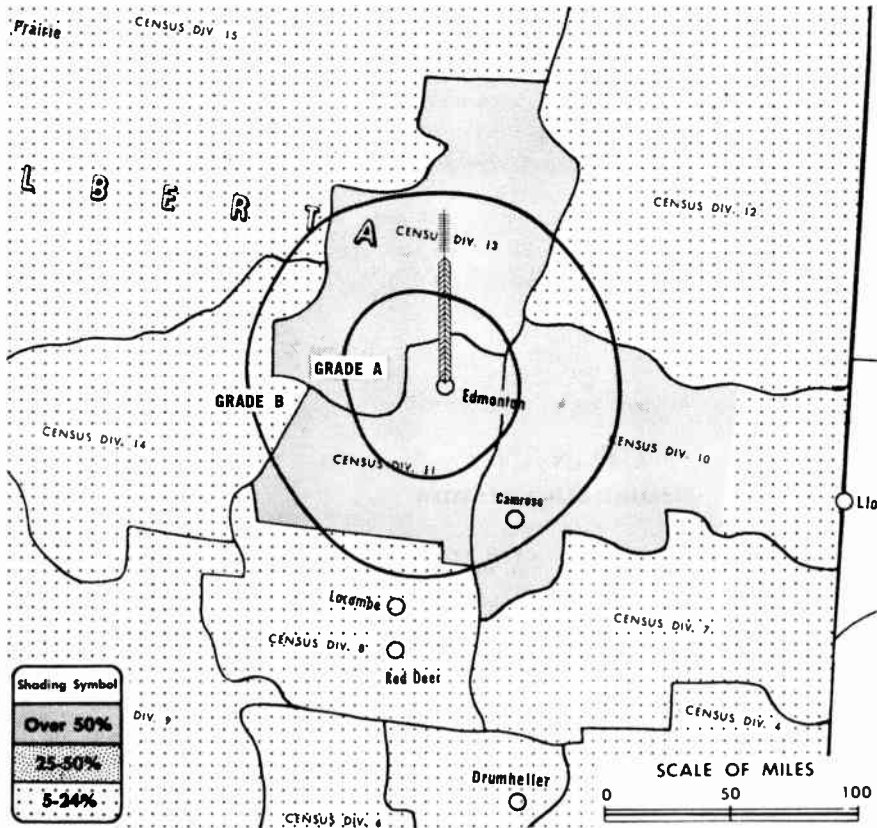 Prairie
CENSUS DIV 15
L B E R T A
CENSUS DIV. 12
CENSU DIV. 13
GRADE A
GRADE B
Edmonton
CENSUS DIV. 14
CENSUS DIV. 11
CENSUS DIV. 10
Camrose
Llo
Lacombe
CENSUS DIV. 8
CENSUS DIV. 7
Red Deer
Shading Symbol
Over 50%
25-50%
5-24%
DIV. 9
CENSUS DIV. 4
Drumheller
CENSUS DIV. 6
SCALE OF MILES
0 50 100